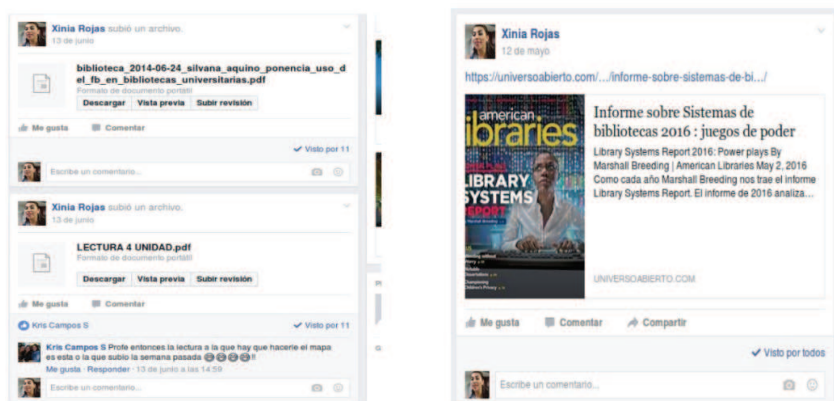 Xinia Rojas subió un archivo.
13 de junio
biblioteca_2014-06-24_silvana_aquino_ponencia_uso_d
el_fb_en_bibliotecas_universitarias.pdf
Formato de documento portátil
Descargar Vista previa Subir revisión
Me gusta Comentar
Visto por 11
Escribe un comentario...
Xinia Rojas subió un archivo.
13 de junio
LECTURA 4 UNIDAD.pdf
Formato de documento portátil
Descargar Vista previa Subir revisión
Me gusta Comentar
Kris Campos S
Visto por 11
Kris Campos S Profe entonces la lectura a la que hay que hacerle el mapa
es esta o la que subio la semana pasada !!
Me gusta · Responder · 13 de junio a las 14:59
Escribe un comentario...
Xinia Rojas
12 de mayo
https://universoabierto.com/.../informe-sobre-sistemas-de-bi.../
american
libraries
LIBRARY
SYSTEMS
REPORT
Informe sobre Sistemas de
bibliotecas 2016 : juegos de poder
Library Systems Report 2016: Power plays By
Marshall Breeding | American Libraries May 2, 2016
Como cada año Marshall Breeding nos trae el informe
Library Systems Report. El informe de 2016 analiza...
UNIVERSOABIERTO.COM
Me gusta Comentar Compartir
Visto por todos
Escribe un comentario...